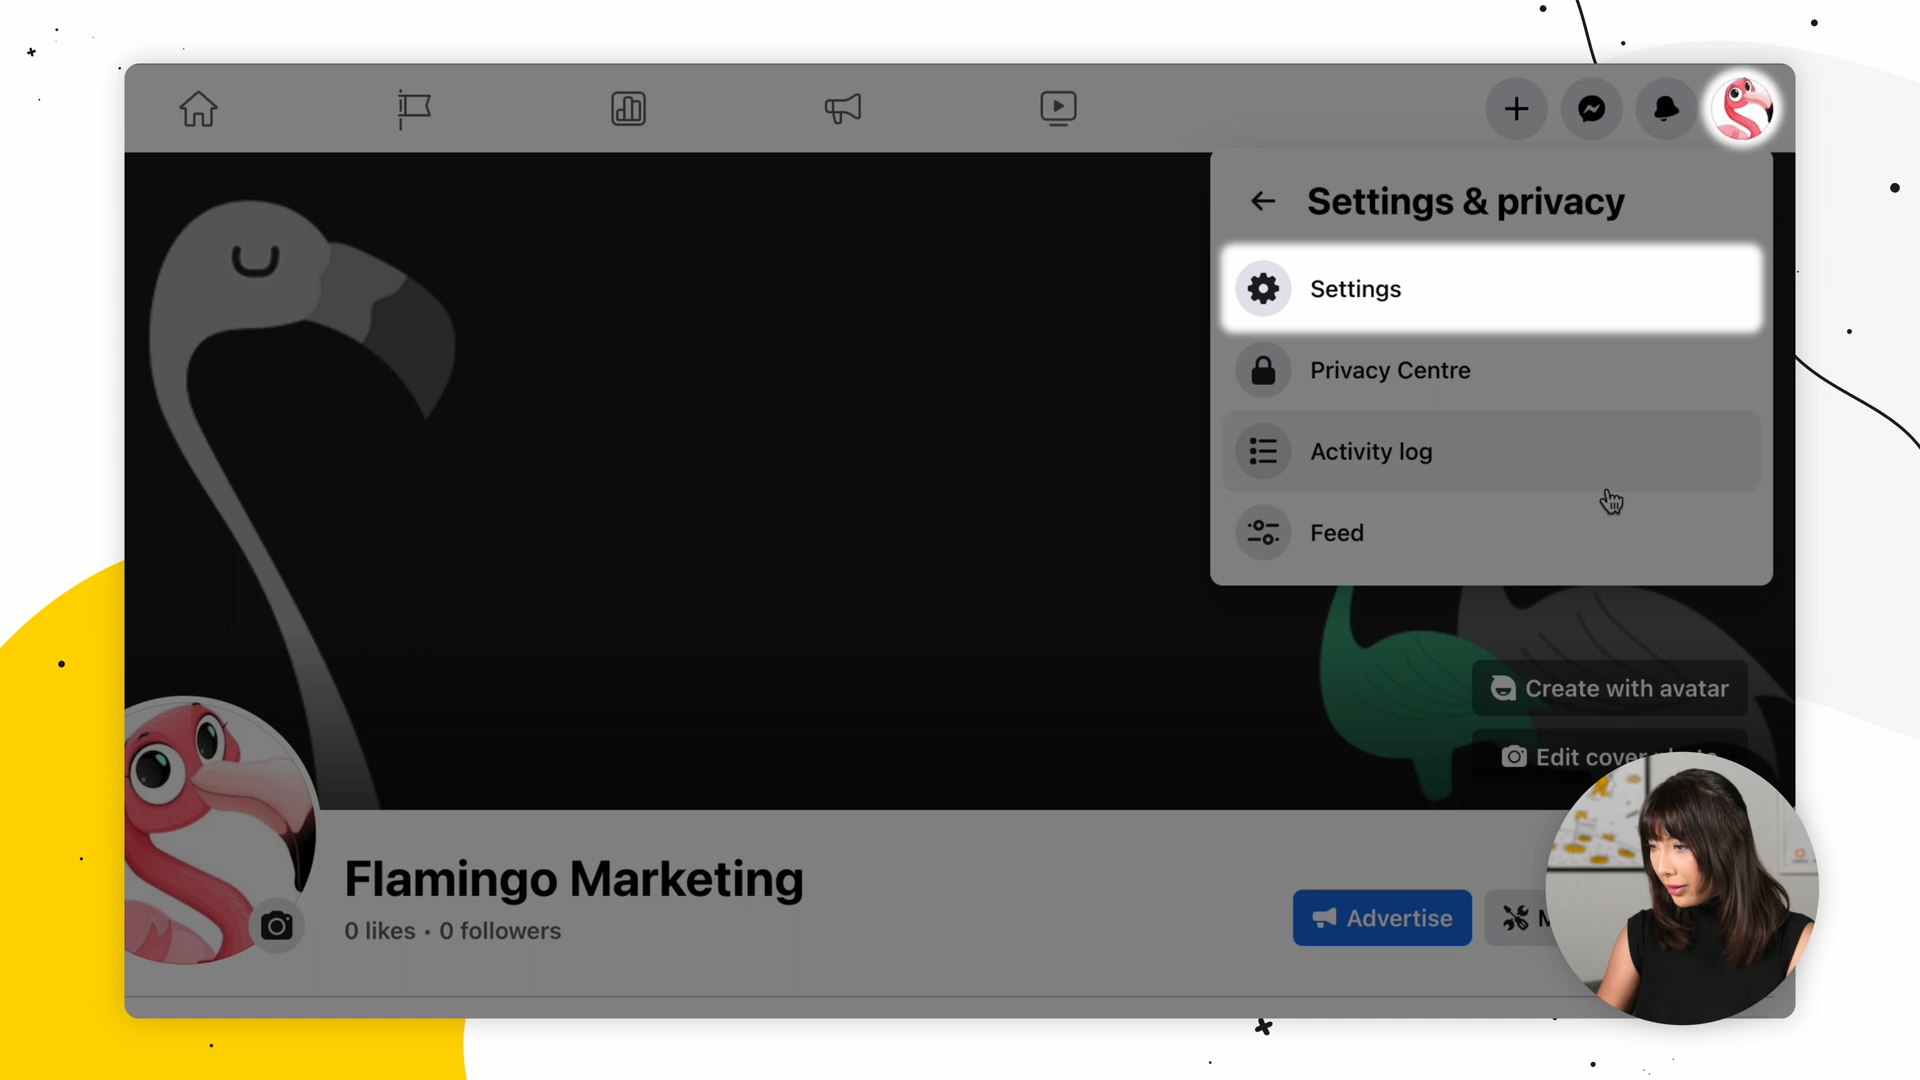 Settings & privacy
Settings
Privacy Centre
Activity log
Feed
Create with avatar
Edit cover
Flamingo Marketing
0 likes • 0 followers
Advertise